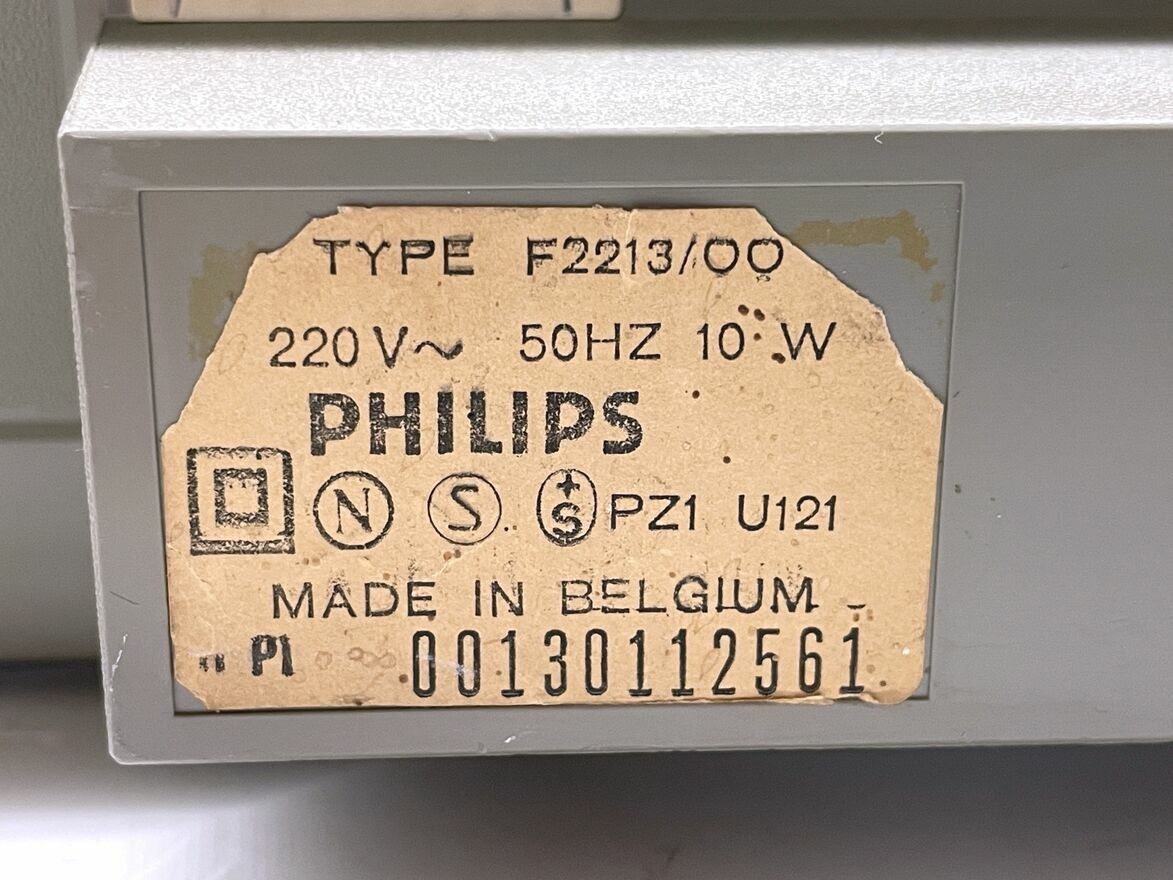 TYPE F2213/00
220V~ 50HZ 10 W
PHILIPS
N S +S PZ1 U121
MADE IN BELGIUM
PI 00130112561